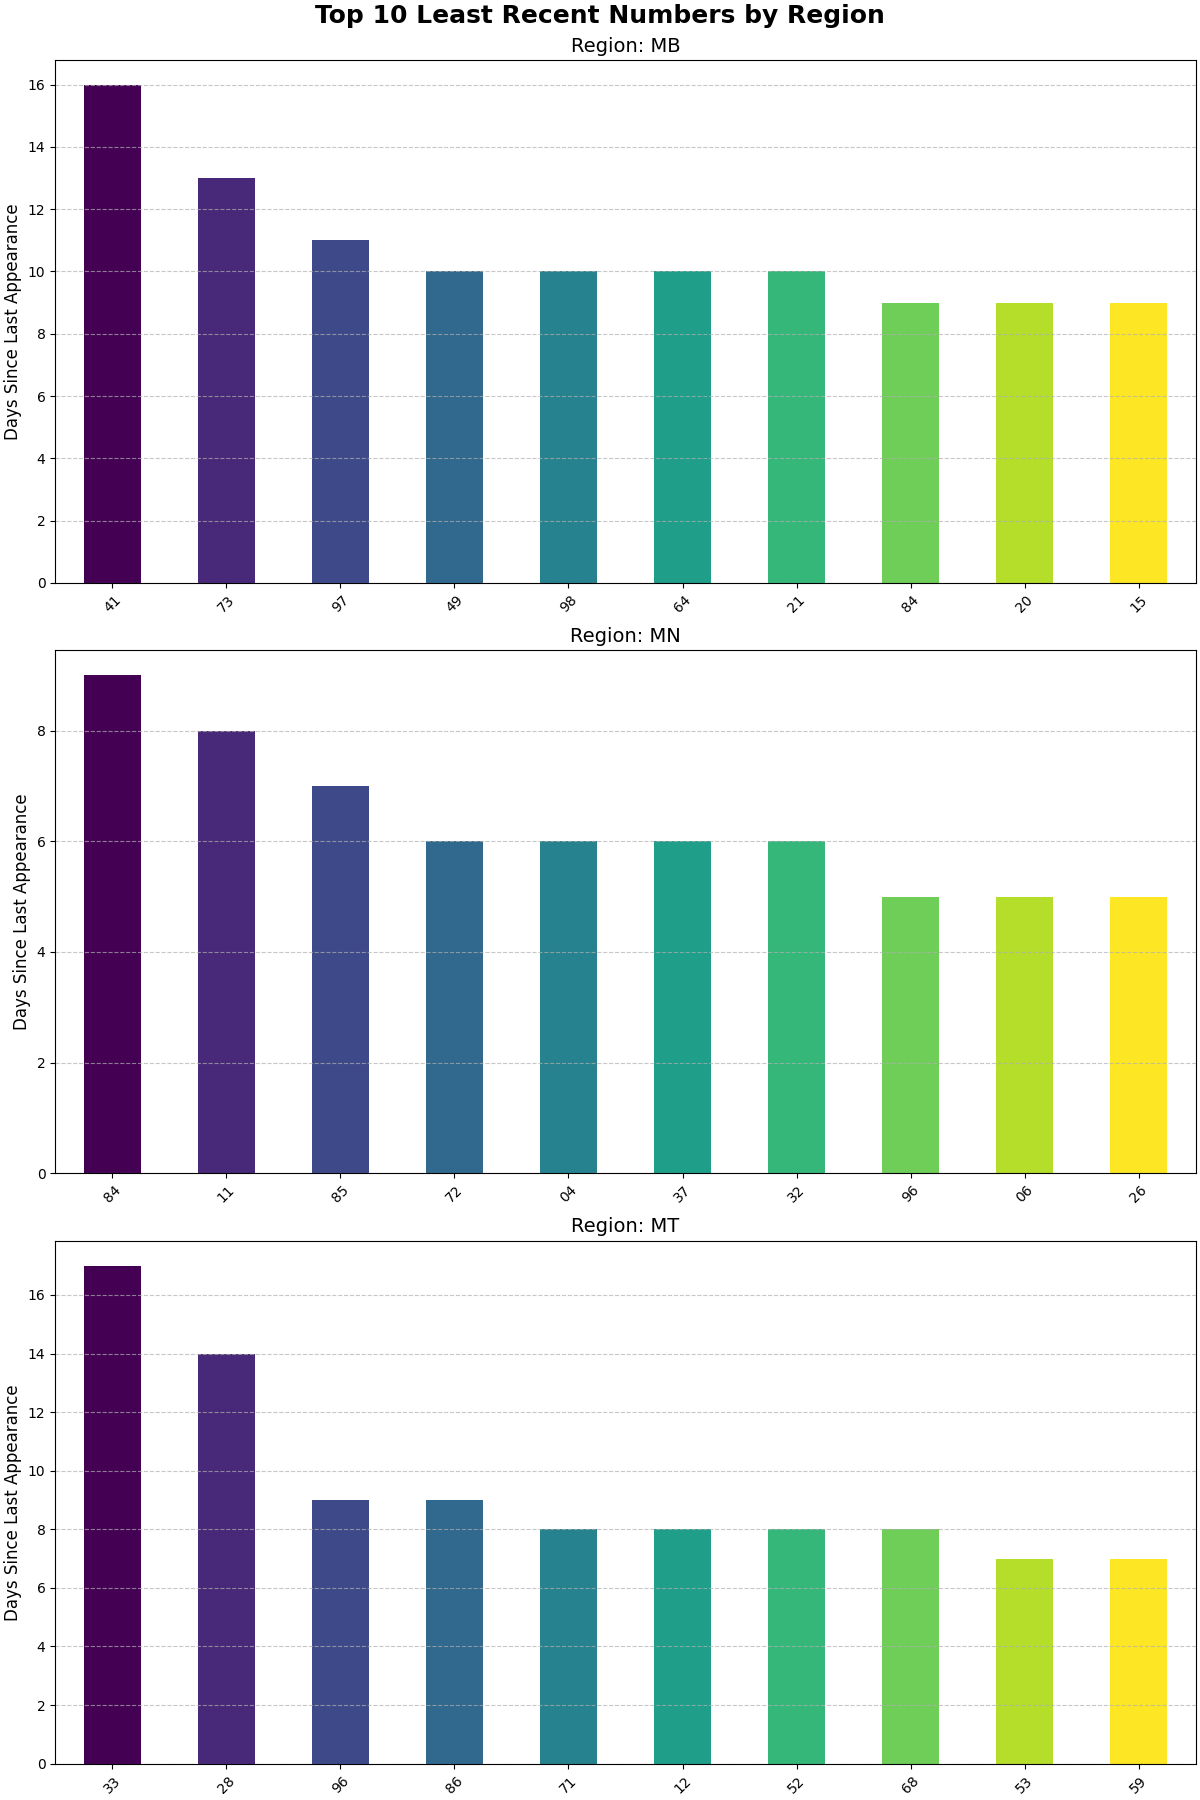 Top 10 Least Recent Numbers by Region
Region: MB
Days Since Last Appearance
16
14
12
10
8
6
4
2
0
41 73 97 49 98 64 21 84 20 15
Region: MN
Days Since Last Appearance
8
6
4
2
0
84 11 85 72 04 37 32 96 06 26
Region: MT
Days Since Last Appearance
16
14
12
10
8
6
4
2
0
33 28 96 86 71 12 52 68 53 59